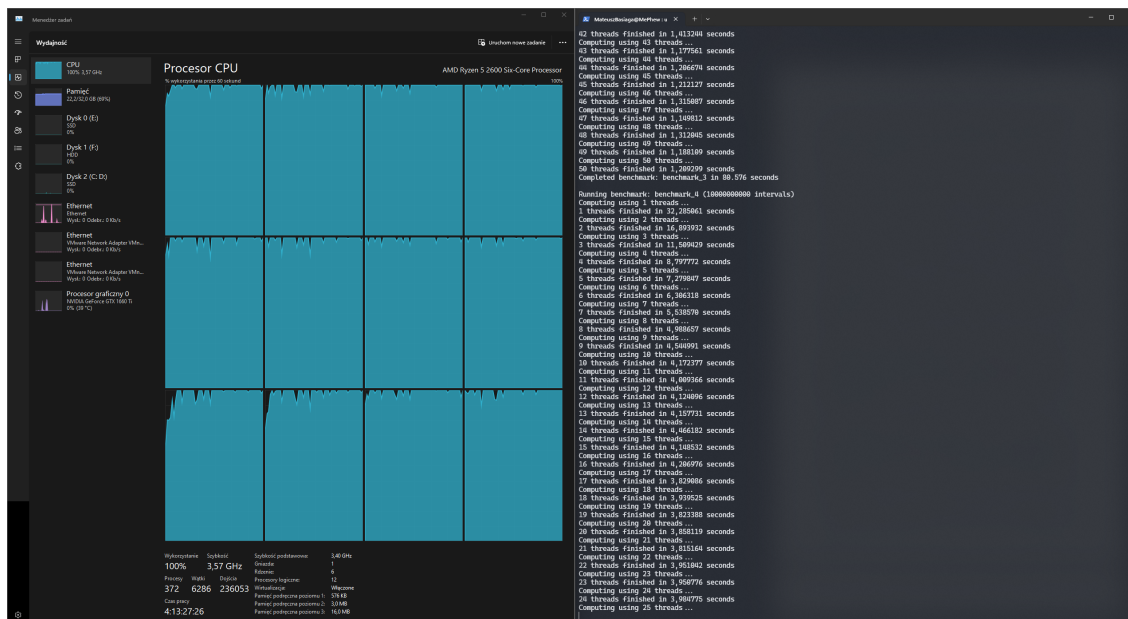 Menedżer zadań
Wydajność
Uruchom nowe zadanie
CPU
100% 3,57 GHz
Pamięć
22,2/32,0 GB (69%)
Dysk 0 (E:)
SSD
0%
Dysk 1 (F:)
HDD
0%
Dysk 2 (C: D:)
SSD
0%
Ethernet
Ethernet
Wysł.: 0 Odebr.: 0 Kb/s
Ethernet
VMware Network Adapter VMn...
Wysł.: 0 Odebr.: 0 Kb/s
Ethernet
VMware Network Adapter VMn...
Wysł.: 0 Odebr.: 0 Kb/s
Procesor graficzny 0
NVIDIA GeForce GTX 1660 Ti
0% (39 °C)
Procesor CPU
AMD Ryzen 5 2600 Six-Core Processor
% wykorzystania przez 60 sekund
100%
Wykorzystanie Szybkość
100% 3,57 GHz
Procesy Wątki Dojścia
372 6286 236053
Czas pracy
4:13:27:26
Szybkość podstawowa: 3,40 GHz
Gniazda: 1
Rdzenie: 6
Procesory logiczne: 12
Wirtualizacja: Włączone
Pamięć podręczna poziomu 1: 576 KB
Pamięć podręczna poziomu 2: 3,0 MB
Pamięć podręczna poziomu 3: 16,0 MB
MateuszBasiaga@MePhew: u
42 threads finished in 1,413244 seconds
Computing using 43 threads ...
43 threads finished in 1,177561 seconds
Computing using 44 threads ...
44 threads finished in 1,206674 seconds
Computing using 45 threads ...
45 threads finished in 1,212127 seconds
Computing using 46 threads ...
46 threads finished in 1,315087 seconds
Computing using 47 threads ...
47 threads finished in 1,149812 seconds
Computing using 48 threads ...
48 threads finished in 1,312045 seconds
Computing using 49 threads ...
49 threads finished in 1,188109 seconds
Computing using 50 threads ...
50 threads finished in 1,209299 seconds
Completed benchmark: benchmark_3 in 80.576 seconds
Running benchmark: benchmark_4 (10000000000 intervals)
Computing using 1 threads ...
1 threads finished in 32,285061 seconds
Computing using 2 threads ...
2 threads finished in 16,893932 seconds
Computing using 3 threads ...
3 threads finished in 11,509429 seconds
Computing using 4 threads ...
4 threads finished in 8,797772 seconds
Computing using 5 threads ...
5 threads finished in 7,279847 seconds
Computing using 6 threads ...
6 threads finished in 6,306318 seconds
Computing using 7 threads ...
7 threads finished in 5,538570 seconds
Computing using 8 threads ...
8 threads finished in 4,988657 seconds
Computing using 9 threads ...
9 threads finished in 4,544991 seconds
Computing using 10 threads ...
10 threads finished in 4,172377 seconds
Computing using 11 threads ...
11 threads finished in 4,009366 seconds
Computing using 12 threads ...
12 threads finished in 4,124096 seconds
Computing using 13 threads ...
13 threads finished in 4,157731 seconds
Computing using 14 threads ...
14 threads finished in 4,466182 seconds
Computing using 15 threads ...
15 threads finished in 4,148532 seconds
Computing using 16 threads ...
16 threads finished in 4,206976 seconds
Computing using 17 threads ...
17 threads finished in 3,829086 seconds
Computing using 18 threads ...
18 threads finished in 3,939525 seconds
Computing using 19 threads ...
19 threads finished in 3,823388 seconds
Computing using 20 threads ...
20 threads finished in 3,858119 seconds
Computing using 21 threads ...
21 threads finished in 3,815164 seconds
Computing using 22 threads ...
22 threads finished in 3,951042 seconds
Computing using 23 threads ...
23 threads finished in 3,950776 seconds
Computing using 24 threads ...
24 threads finished in 3,984775 seconds
Computing using 25 threads ...